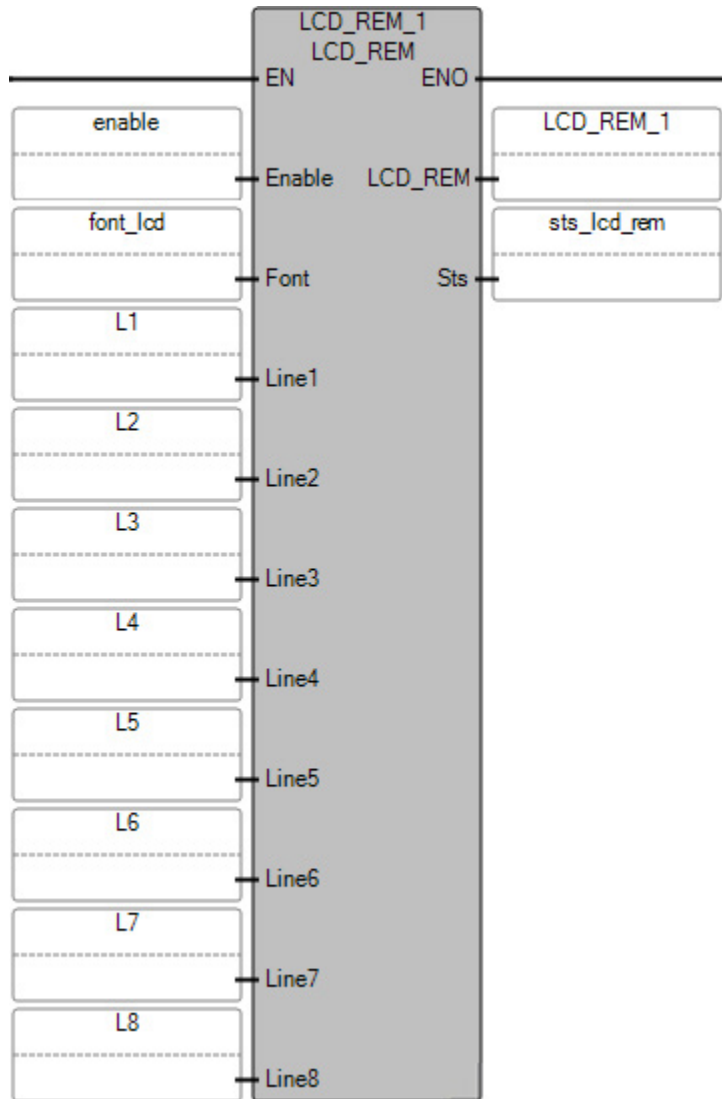 LCD_REM_1
LCD_REM
EN ENO
enable LCD_REM_1
Enable LCD_REM
font_lcd sts_lcd_rem
Font Sts
L1
Line1
L2
Line2
L3
Line3
L4
Line4
L5
Line5
L6
Line6
L7
Line7
L8
Line8